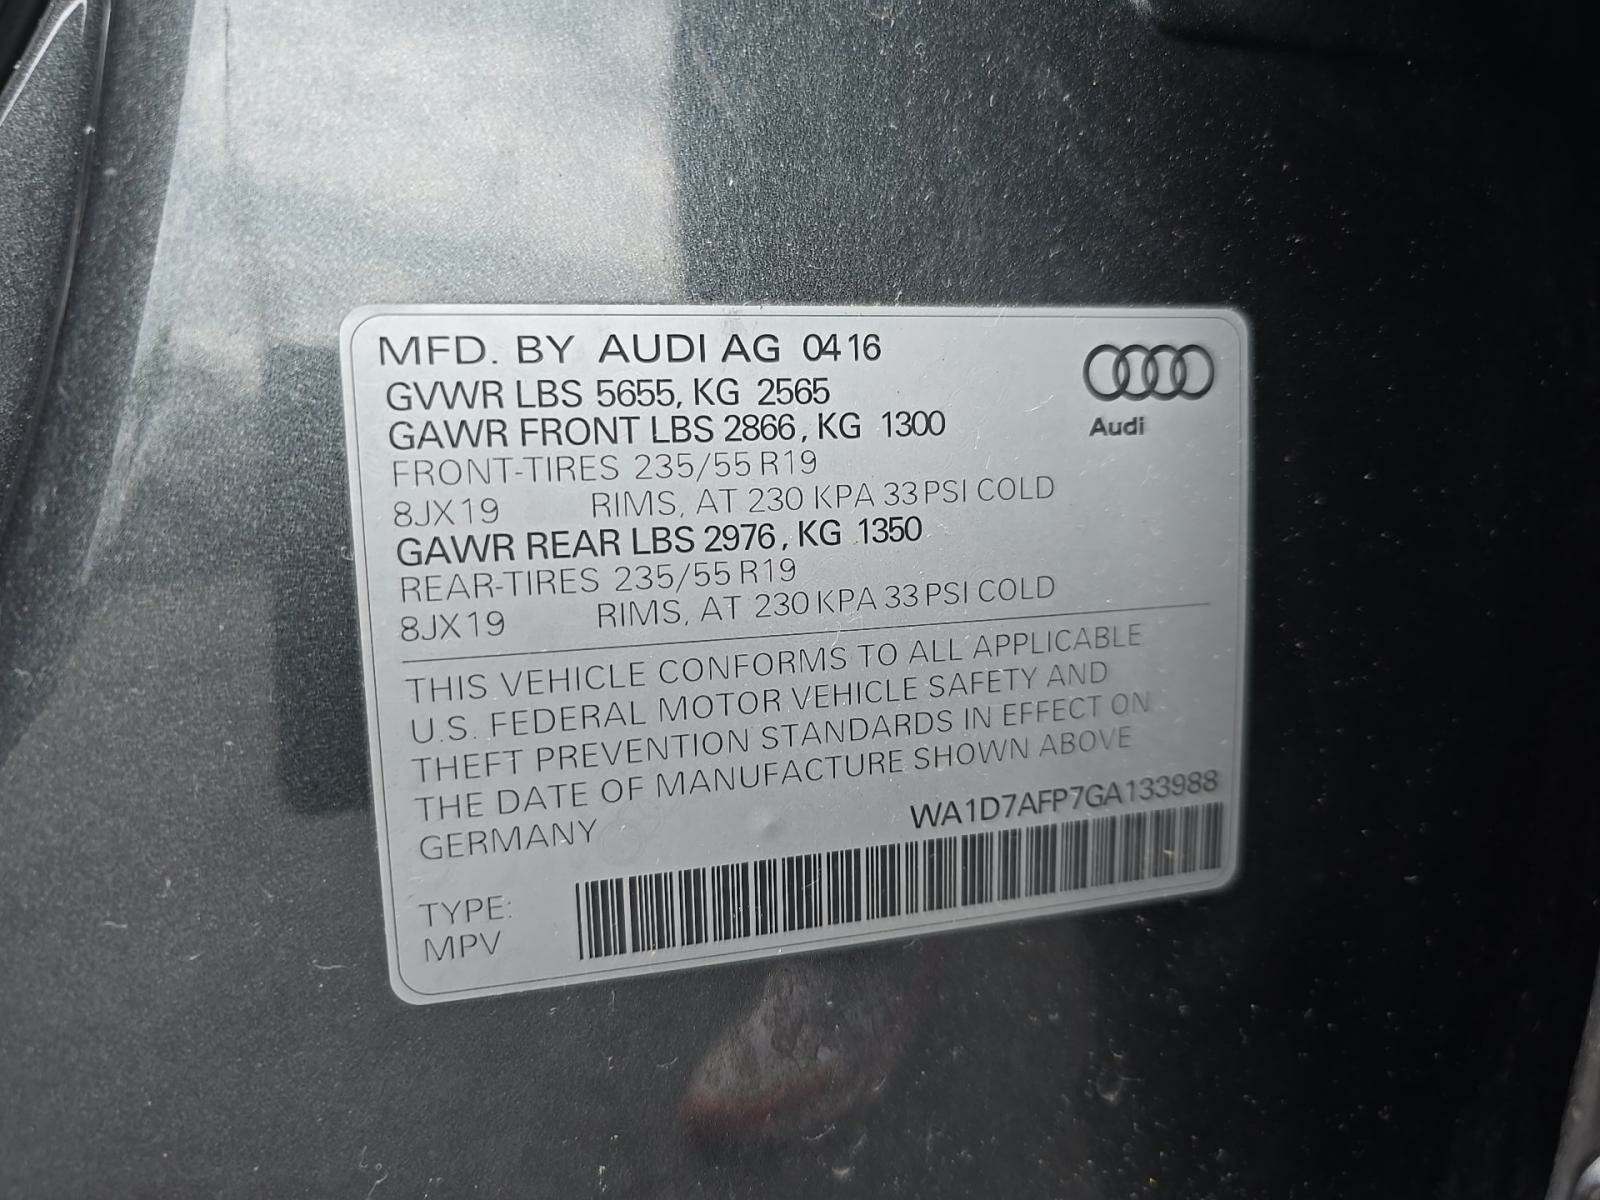 MFD. BY AUDI AG 0416
GVWR LBS 5655, KG 2565
GAWR FRONT LBS 2866, KG 1300
FRONT-TIRES 235/55 R19
8JX19 RIMS, AT 230 KPA 33 PSI COLD
GAWR REAR LBS 2976, KG 1350
REAR-TIRES 235/55 R19
8JX19 RIMS, AT 230 KPA 33 PSI COLD
Audi
THIS VEHICLE CONFORMS TO ALL APPLICABLE
U.S. FEDERAL MOTOR VEHICLE SAFETY AND
THEFT PREVENTION STANDARDS IN EFFECT ON
THE DATE OF MANUFACTURE SHOWN ABOVE
GERMANY
WA1D7AFP7GA133988
TYPE:
MPV